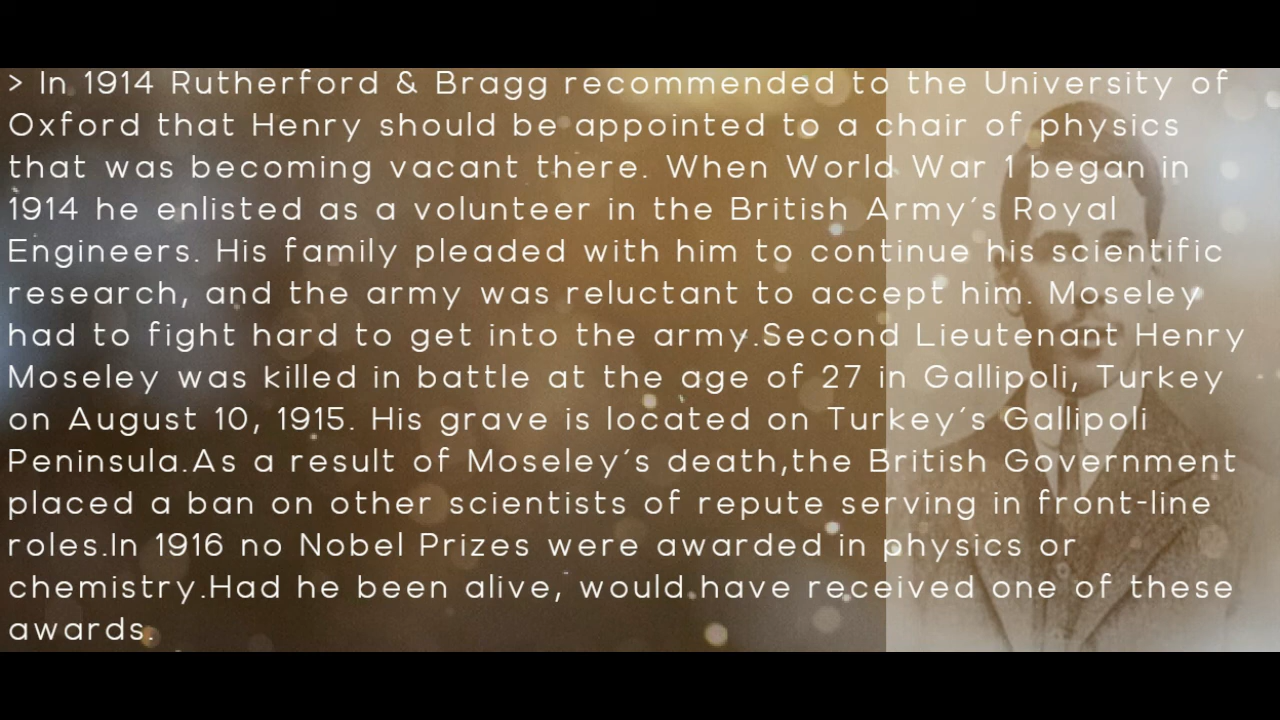 > In 1914 Rutherford & Bragg recommended to the University of
Oxford that Henry should be appointed to a chair of physics
that was becoming vacant there. When World War 1 began in
1914 he enlisted as a volunteer in the British Army´s Royal
Engineers. His family pleaded with him to continue his scientific
research, and the army was reluctant to accept him. Moseley
had to fight hard to get into the army.Second Lieutenant Henry
Moseley was killed in battle at the age of 27 in Gallipoli, Turkey
on August 10, 1915. His grave is located on Turkey´s Gallipoli
Peninsula.As a result of Moseley´s death,the British Government
placed a ban on other scientists of repute serving in front-line
roles.In 1916 no Nobel Prizes were awarded in physics or
chemistry.Had he been alive, would have received one of these
awards.